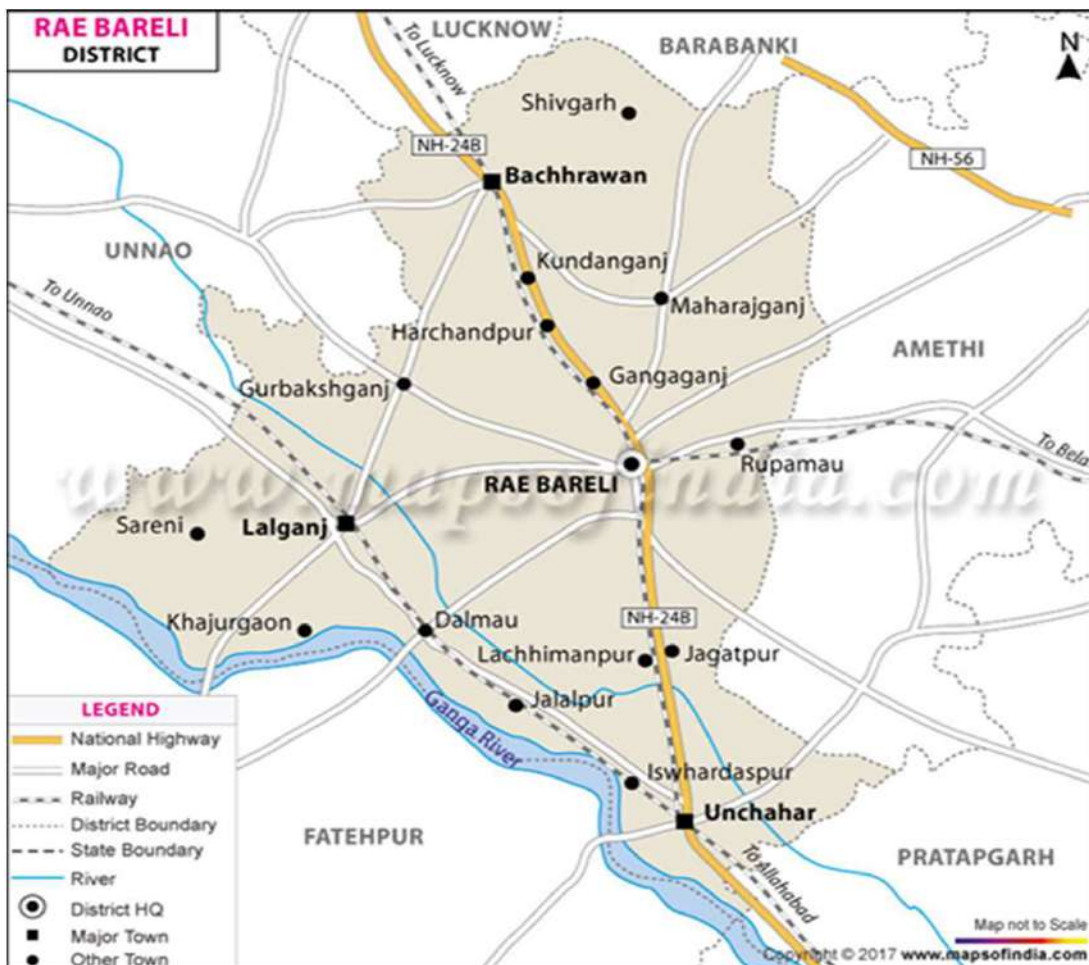 RAE BARELI
DISTRICT
LUCKNOW
BARABANKI
N
To Lucknow
Shivgarh
NH-24B
NH-56
Bachhrawan
UNNAO
Kundanganj
To Unnao
Maharajganj
Harchandpur
AMETHI
Gangaganj
Gurbakshganj
To Bela
Rupamau
www.mapsofindia.com
RAE BARELI
Sareni
Lalganj
Khajurgaon
Dalmau
NH-24B
Lachhimanpur
Jagatpur
Jalalpur
Ganga River
Iswhardaspur
Unchahar
FATEHPUR
To Allahabad
PRATAPGARH
LEGEND
National Highway
Major Road
Railway
District Boundary
State Boundary
River
District HQ
Major Town
Other Town
Map not to Scale
Copyright © 2017 www.mapsofindia.com